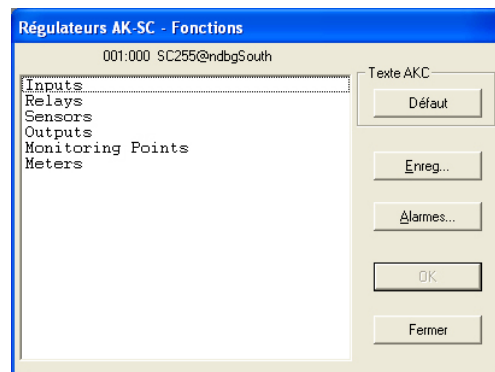 Régulateurs AK-SC - Fonctions
001:000 SC255@ndbgSouth
Inputs
Relays
Sensors
Outputs
Monitoring Points
Meters
Texte AKC
Défaut
Enreg...
Alarmes...
OK
Fermer